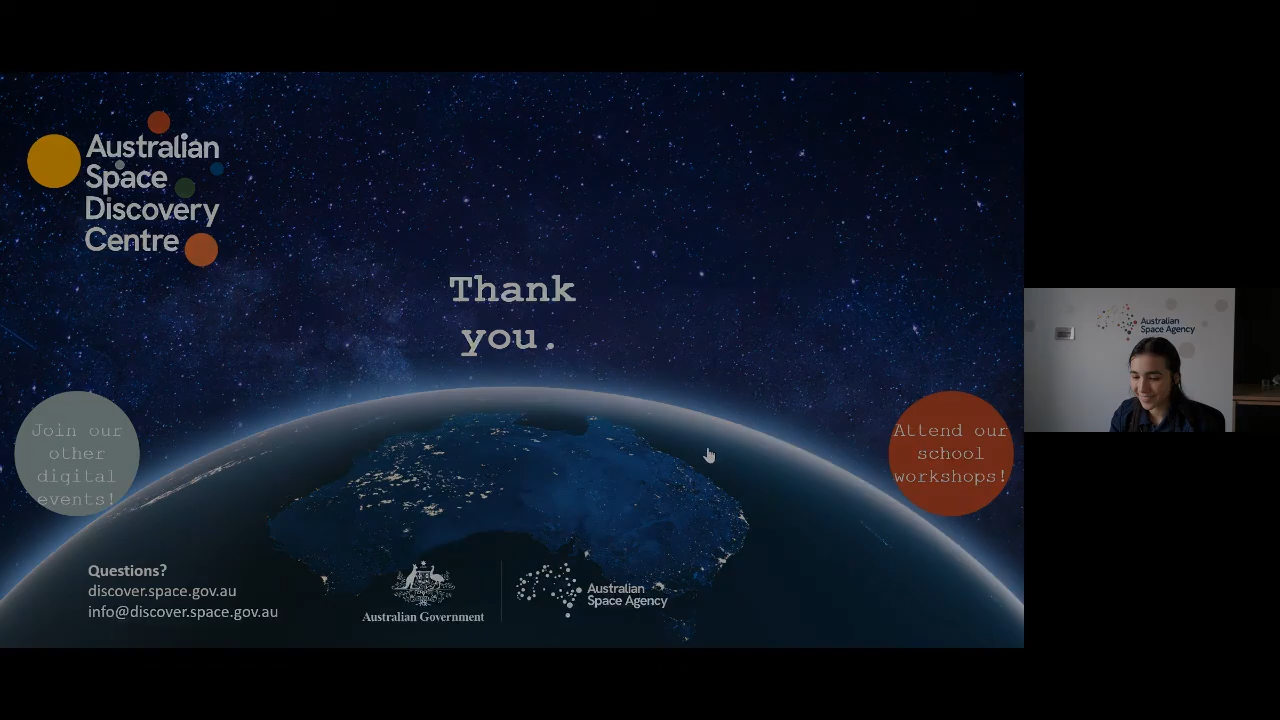 Australian
Space
Discovery
Centre
Thank
you.
Join our
other
digital
events!
Attend our
school
workshops!
Questions?
discover.space.gov.au
info@discover.space.gov.au
Australian Government
Australian
Space Agency
Australian
Space Agency